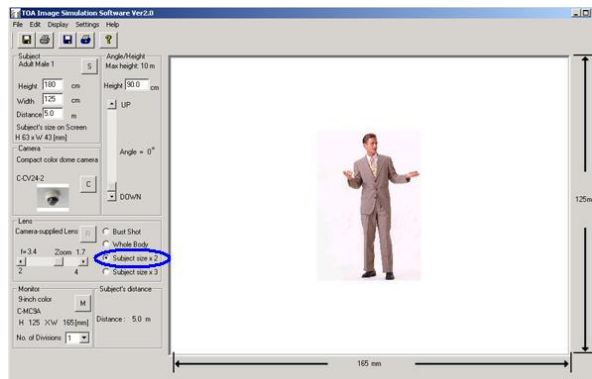 TOA Image Simulation Software Ver2.0
File Edit Display Settings Help
Subject
Adult Male 1
S
Height 180 cm
Width 125 cm
Distance 5.0 m
Subject's size on Screen
H 63 x W 43 [mm]
Angle/Height
Max height: 10 m
Height 90.0 cm
UP
Angle = 0°
DOWN
Camera
Compact color dome camera
C-CV24-2
C
Lens
Camera-supplied Lens
f= 3.4 Zoom 1.7
2 4
Bust Shot
Whole Body
Subject size x 2
Subject size x 3
Monitor
9-inch color
M
C-MC9A
H 125 X W 165[mm]
No. of Divisions 1
Subject's distance
Distance : 5.0 m
165 mm